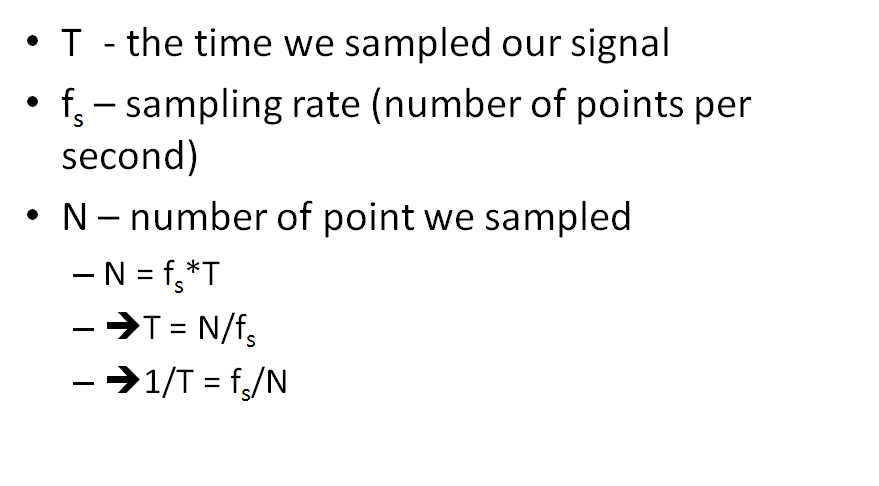 • T - the time we sampled our signal
• fₛ – sampling rate (number of points per
second)
• N – number of point we sampled
– N = fₛ*T
– ➔T = N/fₛ
– ➔1/T = fₛ/N